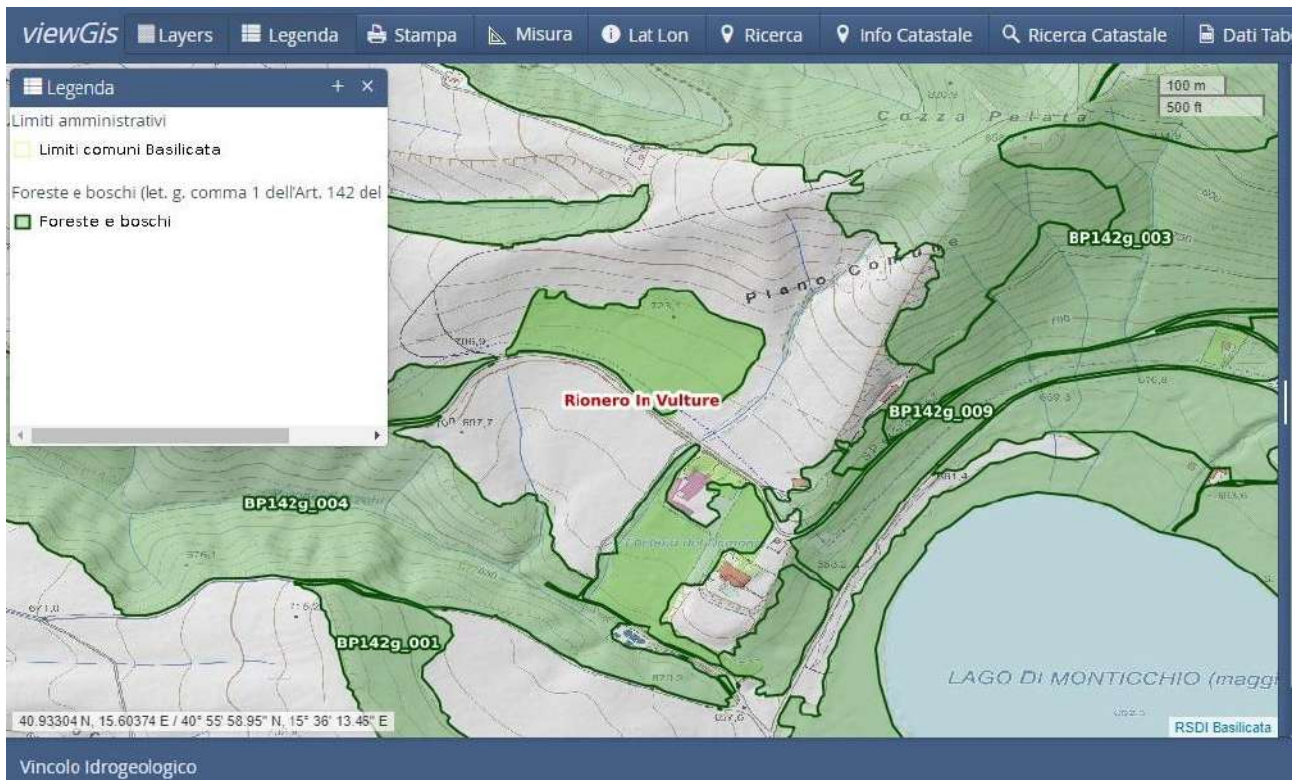 viewGis Layers Legenda Stampa Misura Lat Lon Ricerca Info Catastale Ricerca Catastale Dati Tab
Legenda + ×
Limiti amministrativi
Limiti comuni Basilicata
Foreste e boschi (let. g. comma 1 dell'Art. 142 del
Foreste e boschi
100 m
500 ft
Cozza Pelata
BP142g_003
Piano Comune
Rionero In Vulture
BP142g_009
BP142g_004
BP142g_001
LAGO DI MONTICCHIO (maggi
40.93304 N, 15.60374 E / 40° 55' 58.95" N, 15° 36' 13.46" E
RSDI Basilicata
Vincolo Idrogeologico